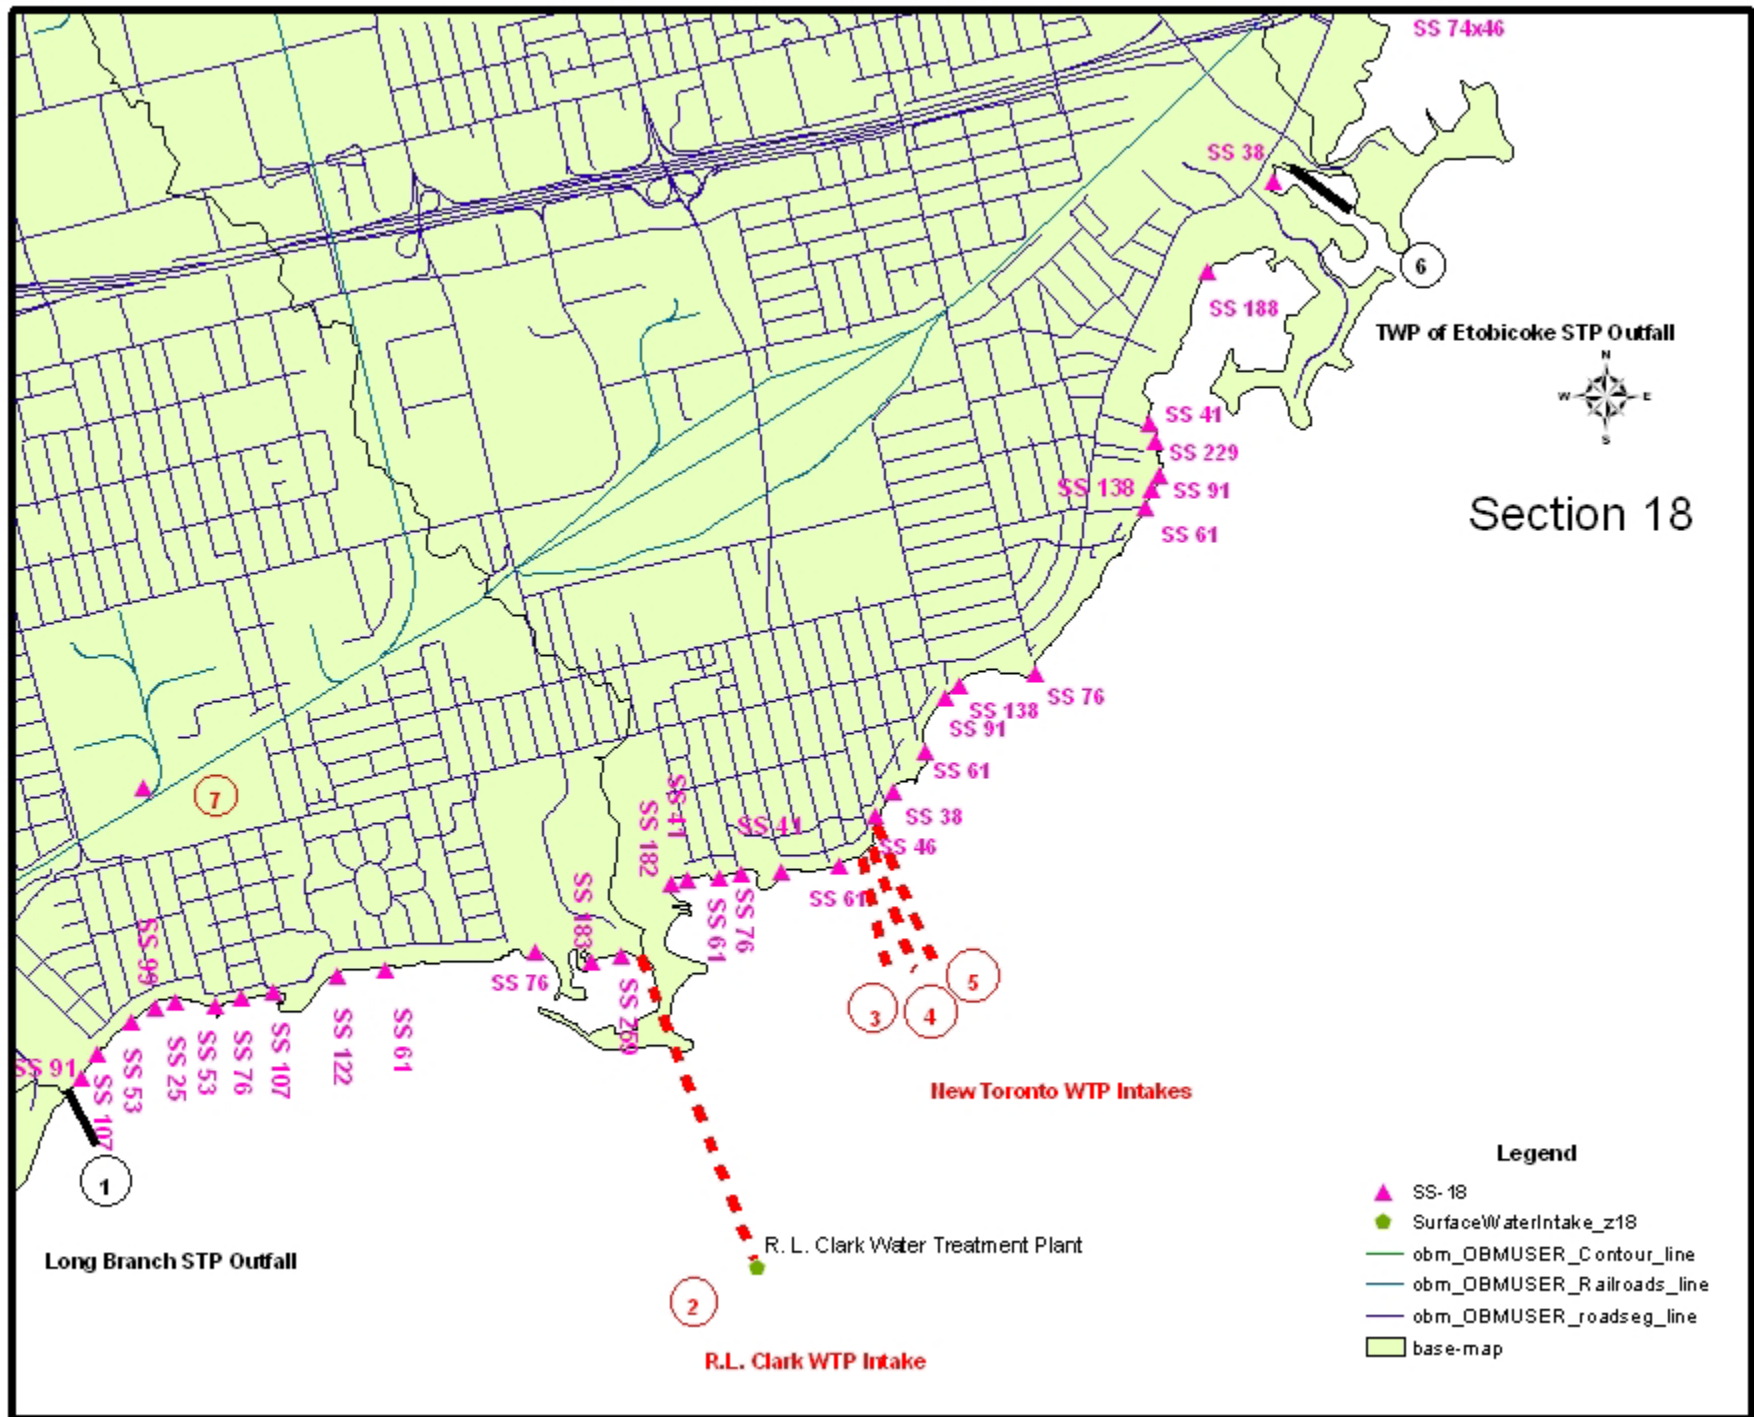 SS 74x46
SS 38
6
SS 188
TWP of Etobicoke STP Outfall
N
W
E
S
SS 41
SS 229
SS 138
SS 91
SS 61
Section 18
SS 76
SS 138
SS 91
SS 61
7
SS 41
SS 182
SS 41
SS 38
SS 46
SS 61
SS 183
SS 61
SS 76
SS 76
SS 269
3
4
5
SS 99
SS 91
SS 107
SS 53
SS 25
SS 53
SS 76
SS 107
SS 122
SS 61
New Toronto WTP Intakes
1
Long Branch STP Outfall
R. L. Clark Water Treatment Plant
2
R.L. Clark WTP Intake
Legend
SS-18
SurfaceWaterIntake_z18
obm_OBMUSER_Contour_line
obm_OBMUSER_Railroads_line
obm_OBMUSER_roadseg_line
base-map